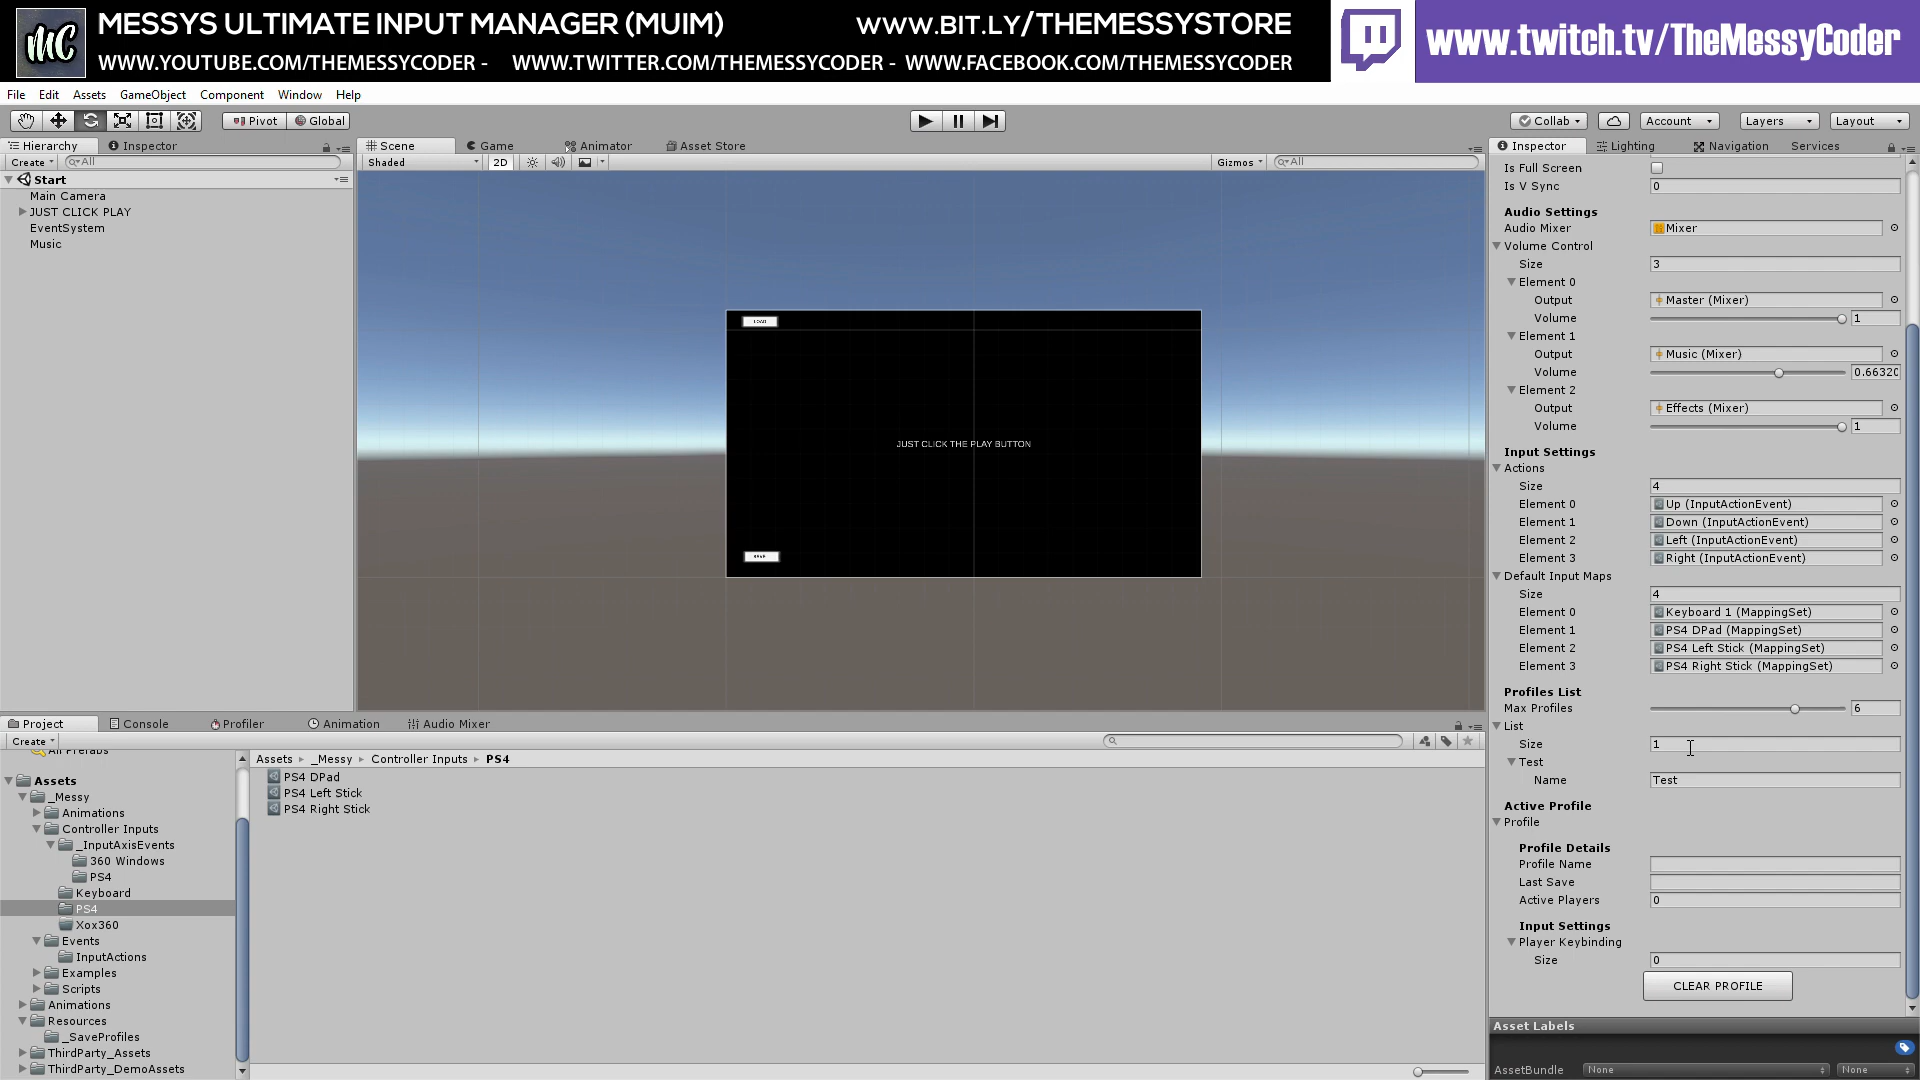 MC
MESSYS ULTIMATE INPUT MANAGER (MUIM)
WWW.BIT.LY/THEMESSYSTORE
WWW.YOUTUBE.COM/THEMESSYCODER - WWW.TWITTER.COM/THEMESSYCODER - WWW.FACEBOOK.COM/THEMESSYCODER
www.twitch.tv/TheMessyCoder
File Edit Assets GameObject Component Window Help
Pivot Global
Collab Account Layers Layout
Hierarchy Inspector
Create All
Start
Main Camera
JUST CLICK PLAY
EventSystem
Music
Scene Game Animator Asset Store
Shaded 2D Gizmos All
JUST CLICK THE PLAY BUTTON
Project Console Profiler Animation Audio Mixer
Create
All Prefabs
Assets
_Messy
Animations
Controller Inputs
_InputAxisEvents
360 Windows
PS4
Keyboard
PS4
Xox360
Events
InputActions
Examples
Scripts
Animations
Resources
_SaveProfiles
ThirdParty_Assets
ThirdParty_DemoAssets
Assets _Messy Controller Inputs PS4
PS4 DPad
PS4 Left Stick
PS4 Right Stick
Inspector Lighting Navigation Services
Is Full Screen
Is V Sync 0
Audio Settings
Audio Mixer Mixer
Volume Control
Size 3
Element 0
Output Master (Mixer)
Volume 1
Element 1
Output Music (Mixer)
Volume 0.6632
Element 2
Output Effects (Mixer)
Volume 1
Input Settings
Actions
Size 4
Element 0 Up (InputActionEvent)
Element 1 Down (InputActionEvent)
Element 2 Left (InputActionEvent)
Element 3 Right (InputActionEvent)
Default Input Maps
Size 4
Element 0 Keyboard 1 (MappingSet)
Element 1 PS4 DPad (MappingSet)
Element 2 PS4 Left Stick (MappingSet)
Element 3 PS4 Right Stick (MappingSet)
Profiles List
Max Profiles 6
List
Size 1
Test
Name Test
Active Profile
Profile
Profile Details
Profile Name
Last Save
Active Players 0
Input Settings
Player Keybinding
Size 0
CLEAR PROFILE
Asset Labels
AssetBundle None None